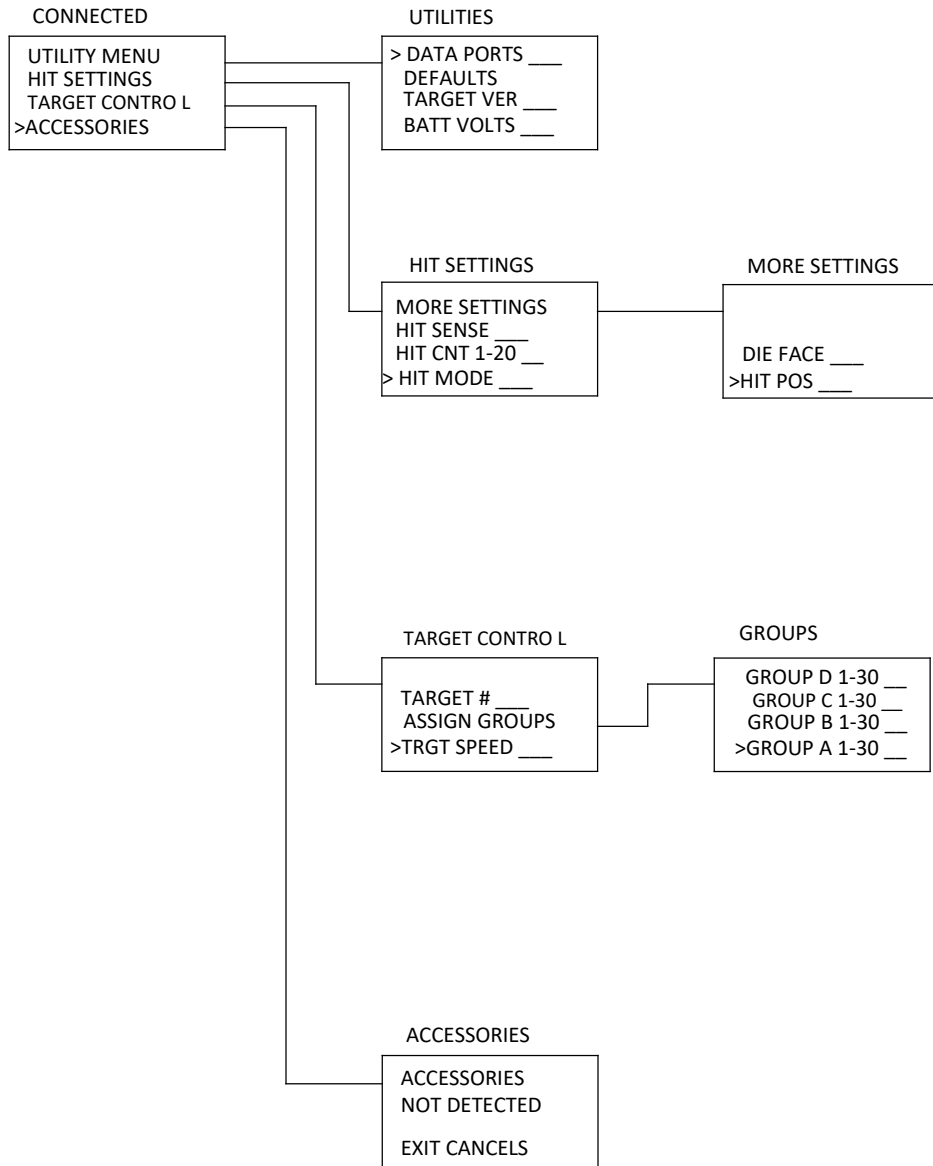 CONNECTED
UTILITY MENU
HIT SETTINGS
TARGET CONTRO L
>ACCESSORIES
UTILITIES
> DATA PORTS ___
DEFAULTS
TARGET VER ___
BATT VOLTS ___
HIT SETTINGS
MORE SETTINGS
HIT SENSE ___
HIT CNT 1-20 __
> HIT MODE ___
MORE SETTINGS
DIE FACE ___
>HIT POS ___
TARGET CONTRO L
TARGET # ___
ASSIGN GROUPS
>TRGT SPEED ___
GROUPS
GROUP D 1-30 __
GROUP C 1-30 __
GROUP B 1-30 __
>GROUP A 1-30 __
ACCESSORIES
ACCESSORIES
NOT DETECTED
EXIT CANCELS